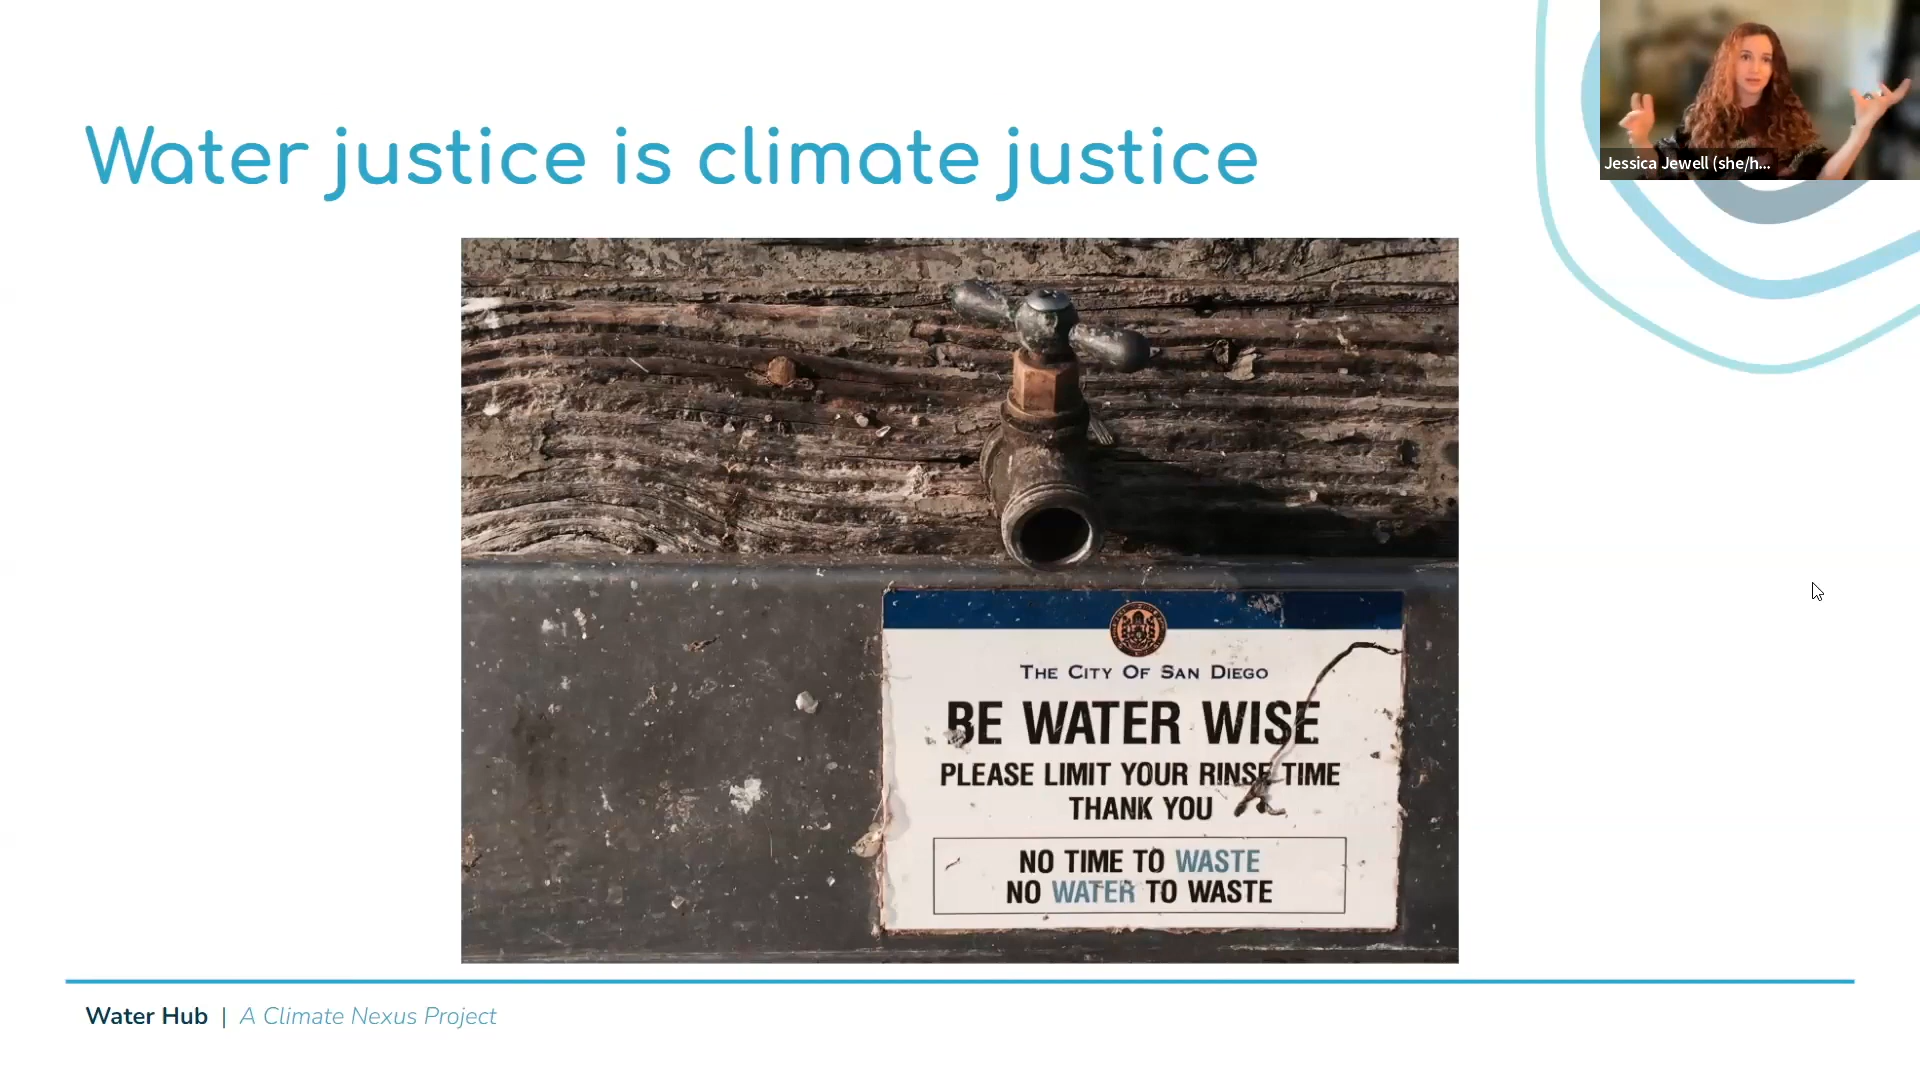 Water justice is climate justice
Jessica Jewell (she/h...
THE CITY OF SAN DIEGO
BE WATER WISE
PLEASE LIMIT YOUR RINSE TIME
THANK YOU
NO TIME TO WASTE
NO WATER TO WASTE
Water Hub | A Climate Nexus Project